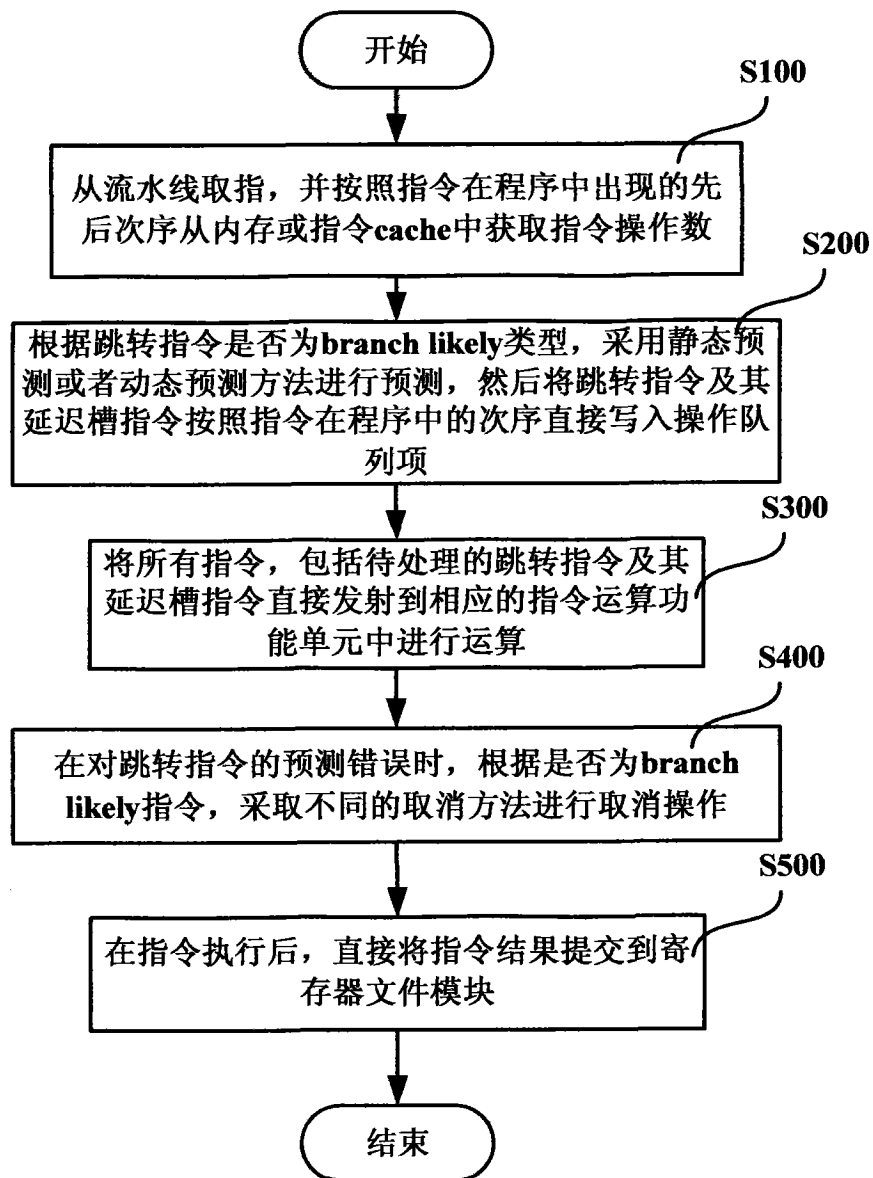 开始
S100
从流水线取指，并按照指令在程序中出现的先
后次序从内存或指令cache中获取指令操作数
S200
根据跳转指令是否为branch likely类型，采用静态预
测或者动态预测方法进行预测，然后将跳转指令及其
延迟槽指令按照指令在程序中的次序直接写入操作队
列项
S300
将所有指令，包括待处理的跳转指令及其
延迟槽指令直接发射到相应的指令运算功
能单元中进行运算
S400
在对跳转指令的预测错误时，根据是否为branch
likely指令，采取不同的取消方法进行取消操作
S500
在指令执行后，直接将指令结果提交到寄
存器文件模块
结束